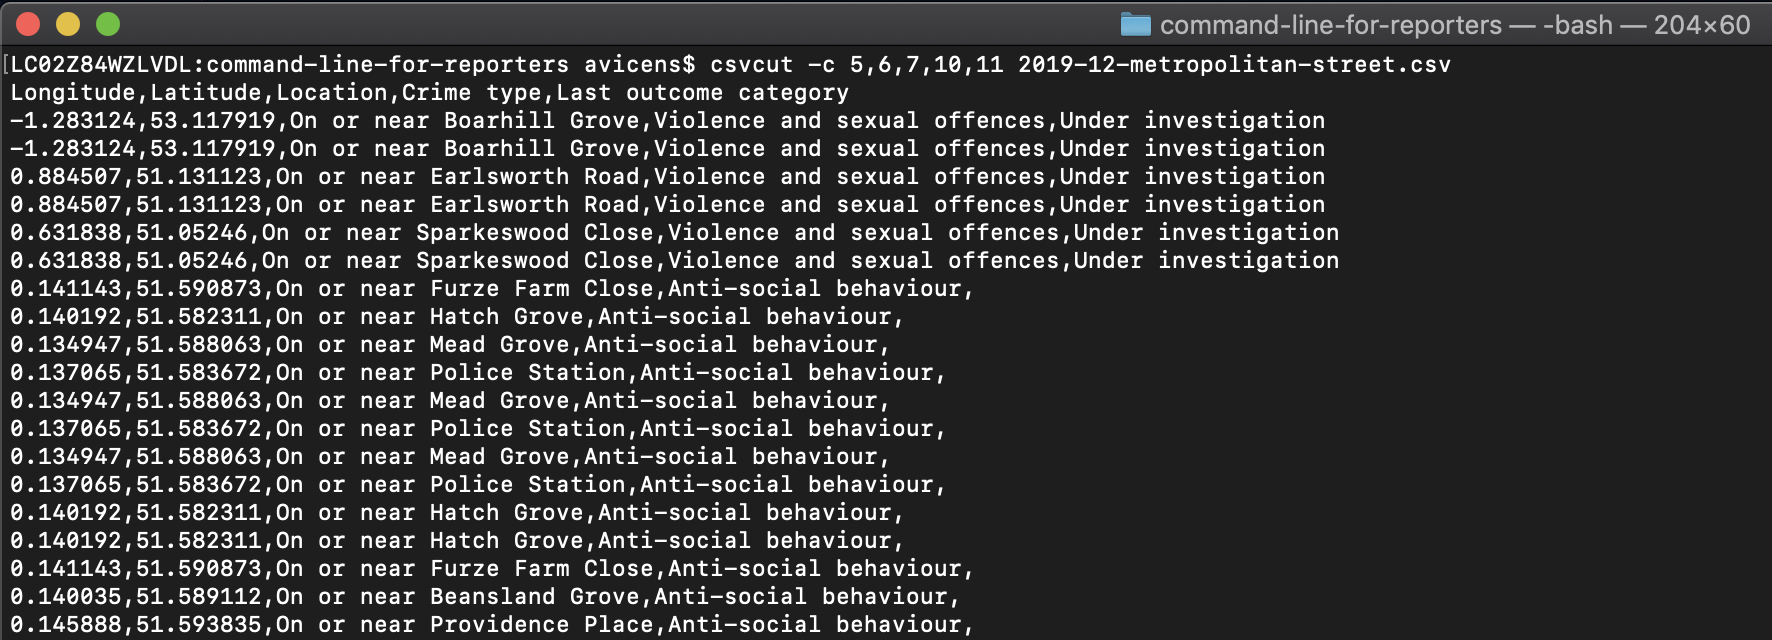 command-line-for-reporters — -bash — 204×60
[LC02Z84WZLVDL:command-line-for-reporters avicens$ csvcut -c 5,6,7,10,11 2019-12-metropolitan-street.csv
Longitude,Latitude,Location,Crime type,Last outcome category
-1.283124,53.117919,On or near Boarhill Grove,Violence and sexual offences,Under investigation
-1.283124,53.117919,On or near Boarhill Grove,Violence and sexual offences,Under investigation
0.884507,51.131123,On or near Earlsworth Road,Violence and sexual offences,Under investigation
0.884507,51.131123,On or near Earlsworth Road,Violence and sexual offences,Under investigation
0.631838,51.05246,On or near Sparkeswood Close,Violence and sexual offences,Under investigation
0.631838,51.05246,On or near Sparkeswood Close,Violence and sexual offences,Under investigation
0.141143,51.590873,On or near Furze Farm Close,Anti-social behaviour,
0.140192,51.582311,On or near Hatch Grove,Anti-social behaviour,
0.134947,51.588063,On or near Mead Grove,Anti-social behaviour,
0.137065,51.583672,On or near Police Station,Anti-social behaviour,
0.134947,51.588063,On or near Mead Grove,Anti-social behaviour,
0.137065,51.583672,On or near Police Station,Anti-social behaviour,
0.134947,51.588063,On or near Mead Grove,Anti-social behaviour,
0.137065,51.583672,On or near Police Station,Anti-social behaviour,
0.140192,51.582311,On or near Hatch Grove,Anti-social behaviour,
0.140192,51.582311,On or near Hatch Grove,Anti-social behaviour,
0.141143,51.590873,On or near Furze Farm Close,Anti-social behaviour,
0.140035,51.589112,On or near Beansland Grove,Anti-social behaviour,
0.145888,51.593835,On or near Providence Place,Anti-social behaviour,